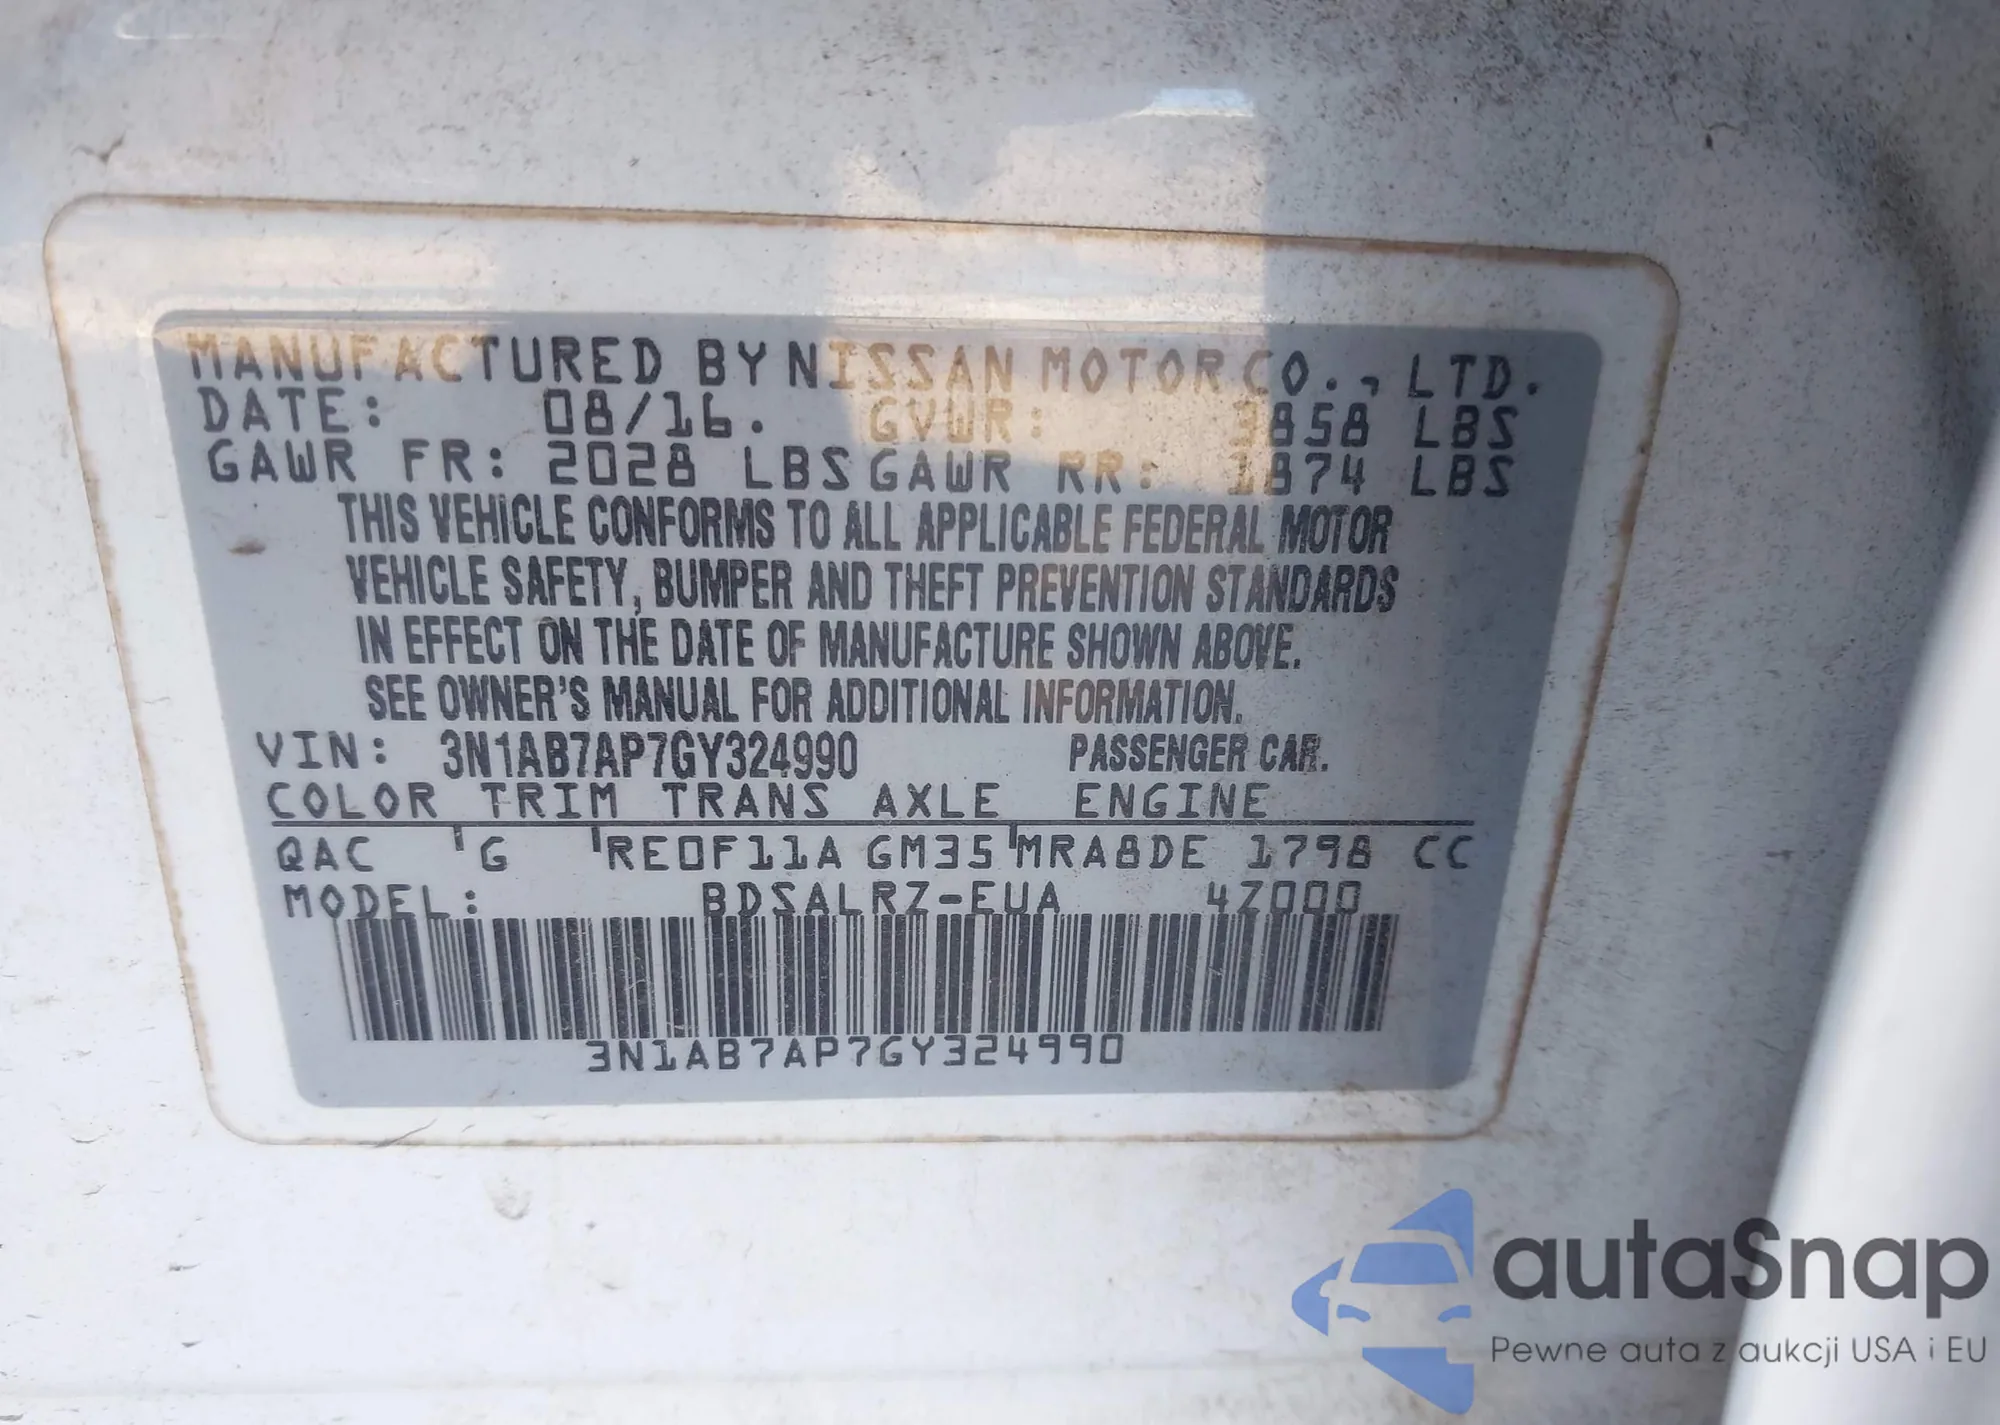 MANUFACTURED BY NISSAN MOTOR CO., LTD.
DATE: 08/16. GVWR: 3858 LBS
GAWR FR: 2028 LBS GAWR RR: 1874 LBS
THIS VEHICLE CONFORMS TO ALL APPLICABLE FEDERAL MOTOR
VEHICLE SAFETY, BUMPER AND THEFT PREVENTION STANDARDS
IN EFFECT ON THE DATE OF MANUFACTURE SHOWN ABOVE.
SEE OWNER'S MANUAL FOR ADDITIONAL INFORMATION.
VIN: 3N1AB7AP7GY324990 PASSENGER CAR.
COLOR TRIM TRANS AXLE ENGINE
QAC G RE0F11A GM35 MRA8DE 1798 CC
MODEL: BDSALRZ-EUA 4Z000
3N1AB7AP7GY324990
autaSnap
Pewne auta z aukcji USA i EU